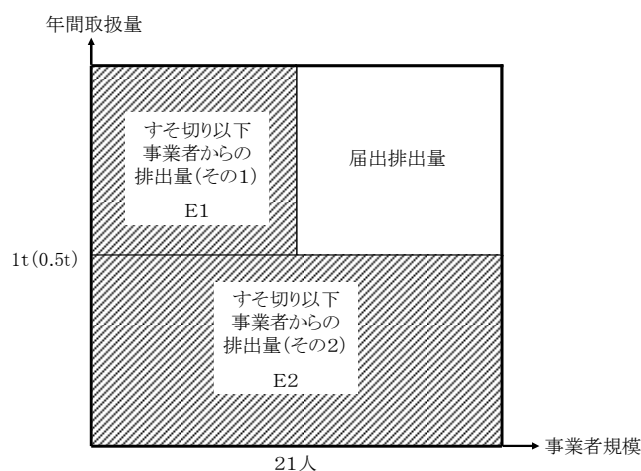 年間取扱量
すそ切り以下
事業者からの
排出量(その1)
E1
届出排出量
1t(0.5t)
すそ切り以下
事業者からの
排出量(その2)
E2
事業者規模
21人